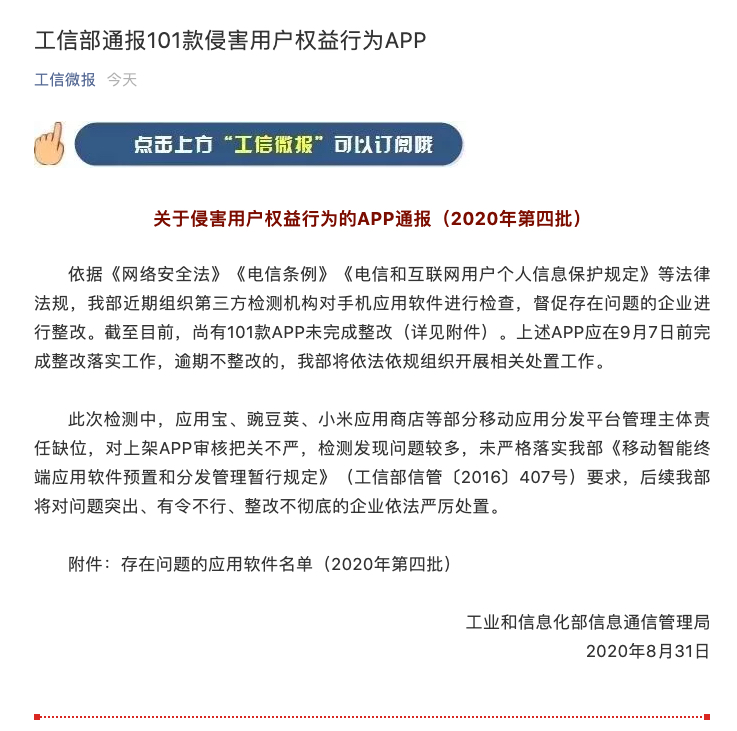 工信部通报101款侵害用户权益行为APP
工信微报 今天
点击上方“工信微报”可以订阅哦
关于侵害用户权益行为的APP通报（2020年第四批）
依据《网络安全法》《电信条例》《电信和互联网用户个人信息保护规定》等法律
法规，我部近期组织第三方检测机构对手机应用软件进行检查，督促存在问题的企业进
行整改。截至目前，尚有101款APP未完成整改（详见附件）。上述APP应在9月7日前完
成整改落实工作，逾期不整改的，我部将依法依规组织开展相关处置工作。
此次检测中，应用宝、豌豆荚、小米应用商店等部分移动应用分发平台管理主体责
任缺位，对上架APP审核把关不严，检测发现问题较多，未严格落实我部《移动智能终
端应用软件预置和分发管理暂行规定》（工信部信管〔2016〕407号）要求，后续我部
将对问题突出、有令不行、整改不彻底的企业依法严厉处置。
附件：存在问题的应用软件名单（2020年第四批）
工业和信息化部信息通信管理局
2020年8月31日